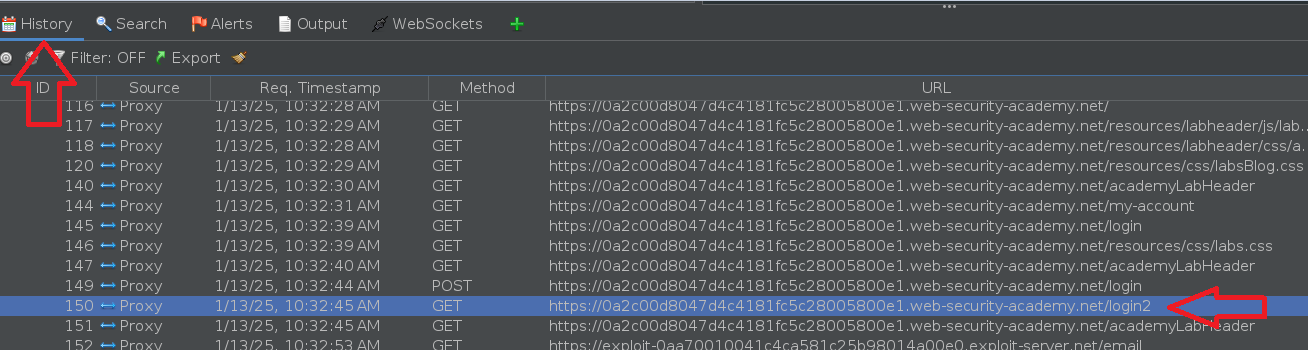 History Search Alerts Output WebSockets
Filter: OFF Export
ID Source Req. Timestamp Method URL
116 Proxy 1/13/25, 10:32:28 AM GET https://0a2c00d8047d4c4181fc5c28005800e1.web-security-academy.net/
117 Proxy 1/13/25, 10:32:29 AM GET https://0a2c00d8047d4c4181fc5c28005800e1.web-security-academy.net/resources/labheader/js/lab...
118 Proxy 1/13/25, 10:32:28 AM GET https://0a2c00d8047d4c4181fc5c28005800e1.web-security-academy.net/resources/labheader/css/a...
120 Proxy 1/13/25, 10:32:29 AM GET https://0a2c00d8047d4c4181fc5c28005800e1.web-security-academy.net/resources/css/labsBlog.css
140 Proxy 1/13/25, 10:32:30 AM GET https://0a2c00d8047d4c4181fc5c28005800e1.web-security-academy.net/academyLabHeader
144 Proxy 1/13/25, 10:32:31 AM GET https://0a2c00d8047d4c4181fc5c28005800e1.web-security-academy.net/my-account
145 Proxy 1/13/25, 10:32:39 AM GET https://0a2c00d8047d4c4181fc5c28005800e1.web-security-academy.net/login
146 Proxy 1/13/25, 10:32:39 AM GET https://0a2c00d8047d4c4181fc5c28005800e1.web-security-academy.net/resources/css/labs.css
147 Proxy 1/13/25, 10:32:40 AM GET https://0a2c00d8047d4c4181fc5c28005800e1.web-security-academy.net/academyLabHeader
149 Proxy 1/13/25, 10:32:44 AM POST https://0a2c00d8047d4c4181fc5c28005800e1.web-security-academy.net/login
150 Proxy 1/13/25, 10:32:45 AM GET https://0a2c00d8047d4c4181fc5c28005800e1.web-security-academy.net/login2
151 Proxy 1/13/25, 10:32:45 AM GET https://0a2c00d8047d4c4181fc5c28005800e1.web-security-academy.net/academyLabHeader
152 Proxy 1/13/25, 10:32:53 AM GET https://exploit-0aa70010041c4ca581c25b98014a00e0.exploit-server.net/email